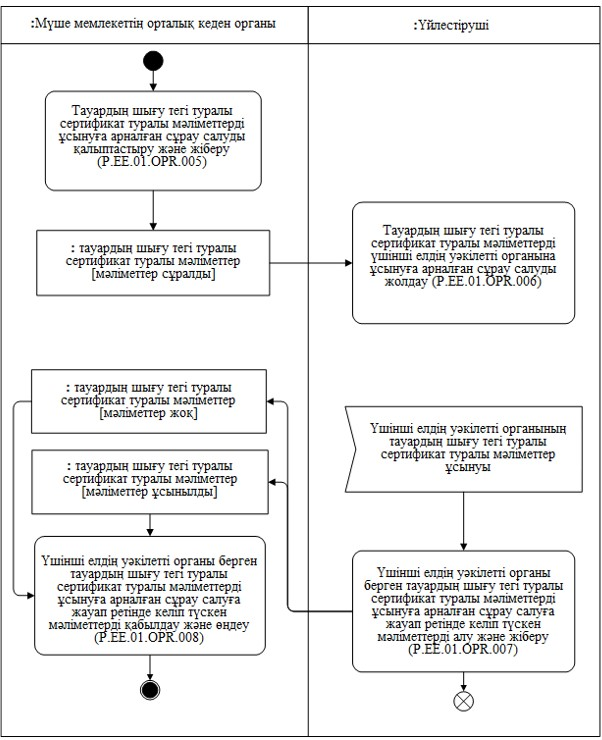 :Мүше мемлекеттің орталық кеден органы
:Үйлестіруші
Тауардың шығу тегі туралы
сертификат туралы мәліметтерді
ұсынуға арналған сұрау салуды
қалыптастыру және жіберу
(P.EE.01.OPR.005)
: тауардың шығу тегі туралы
сертификат туралы мәліметтер
[мәліметтер сұралды]
Тауардың шығу тегі туралы
сертификат туралы мәліметтерді
үшінші елдің уәкілетті органына
ұсынуға арналған сұрау салуды
жолдау (P.EE.01.OPR.006)
: тауардың шығу тегі туралы
сертификат туралы мәліметтер
[мәліметтер жоқ]
Үшінші елдің уәкілетті органының
тауардың шығу тегі туралы
сертификат туралы мәліметтер
ұсынуы
: тауардың шығу тегі туралы
сертификат туралы мәліметтер
[мәліметтер ұсынылды]
Үшінші елдің уәкілетті органы берген
тауардың шығу тегі туралы
сертификат туралы мәліметтерді
ұсынуға арналған сұрау салуға
жауап ретінде келіп түскен
мәліметтерді қабылдау және өңдеу
(P.EE.01.OPR.008)
Үшінші елдің уәкілетті органы
берген тауардың шығу тегі туралы
сертификат туралы мәліметтерді
ұсынуға арналған сұрау салуға
жауап ретінде келіп түскен
мәліметтерді алу және жіберу
(P.EE.01.OPR.007)